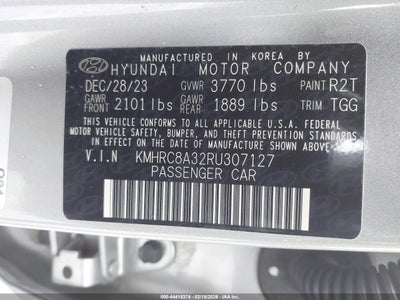 MANUFACTURED IN KOREA BY
HYUNDAI MOTOR COMPANY
DEC/28/23 GVWR 3770 lbs PAINT R2T
GAWR FRONT 2101 lbs GAWR REAR 1889 lbs TRIM TGG
THIS VEHICLE CONFORMS TO ALL APPLICABLE
FEDERAL MOTOR VEHICLE SAFETY, BUMPER, AND THEFT
PREVENTION STANDARDS IN EFFECT ON THE DATE OF
MANUFACTURE SHOWN ABOVE.
V.I.N KMHRC8A32RU307127
PASSENGER CAR
000-44418374 - 02/18/2026 - IAAI.COM